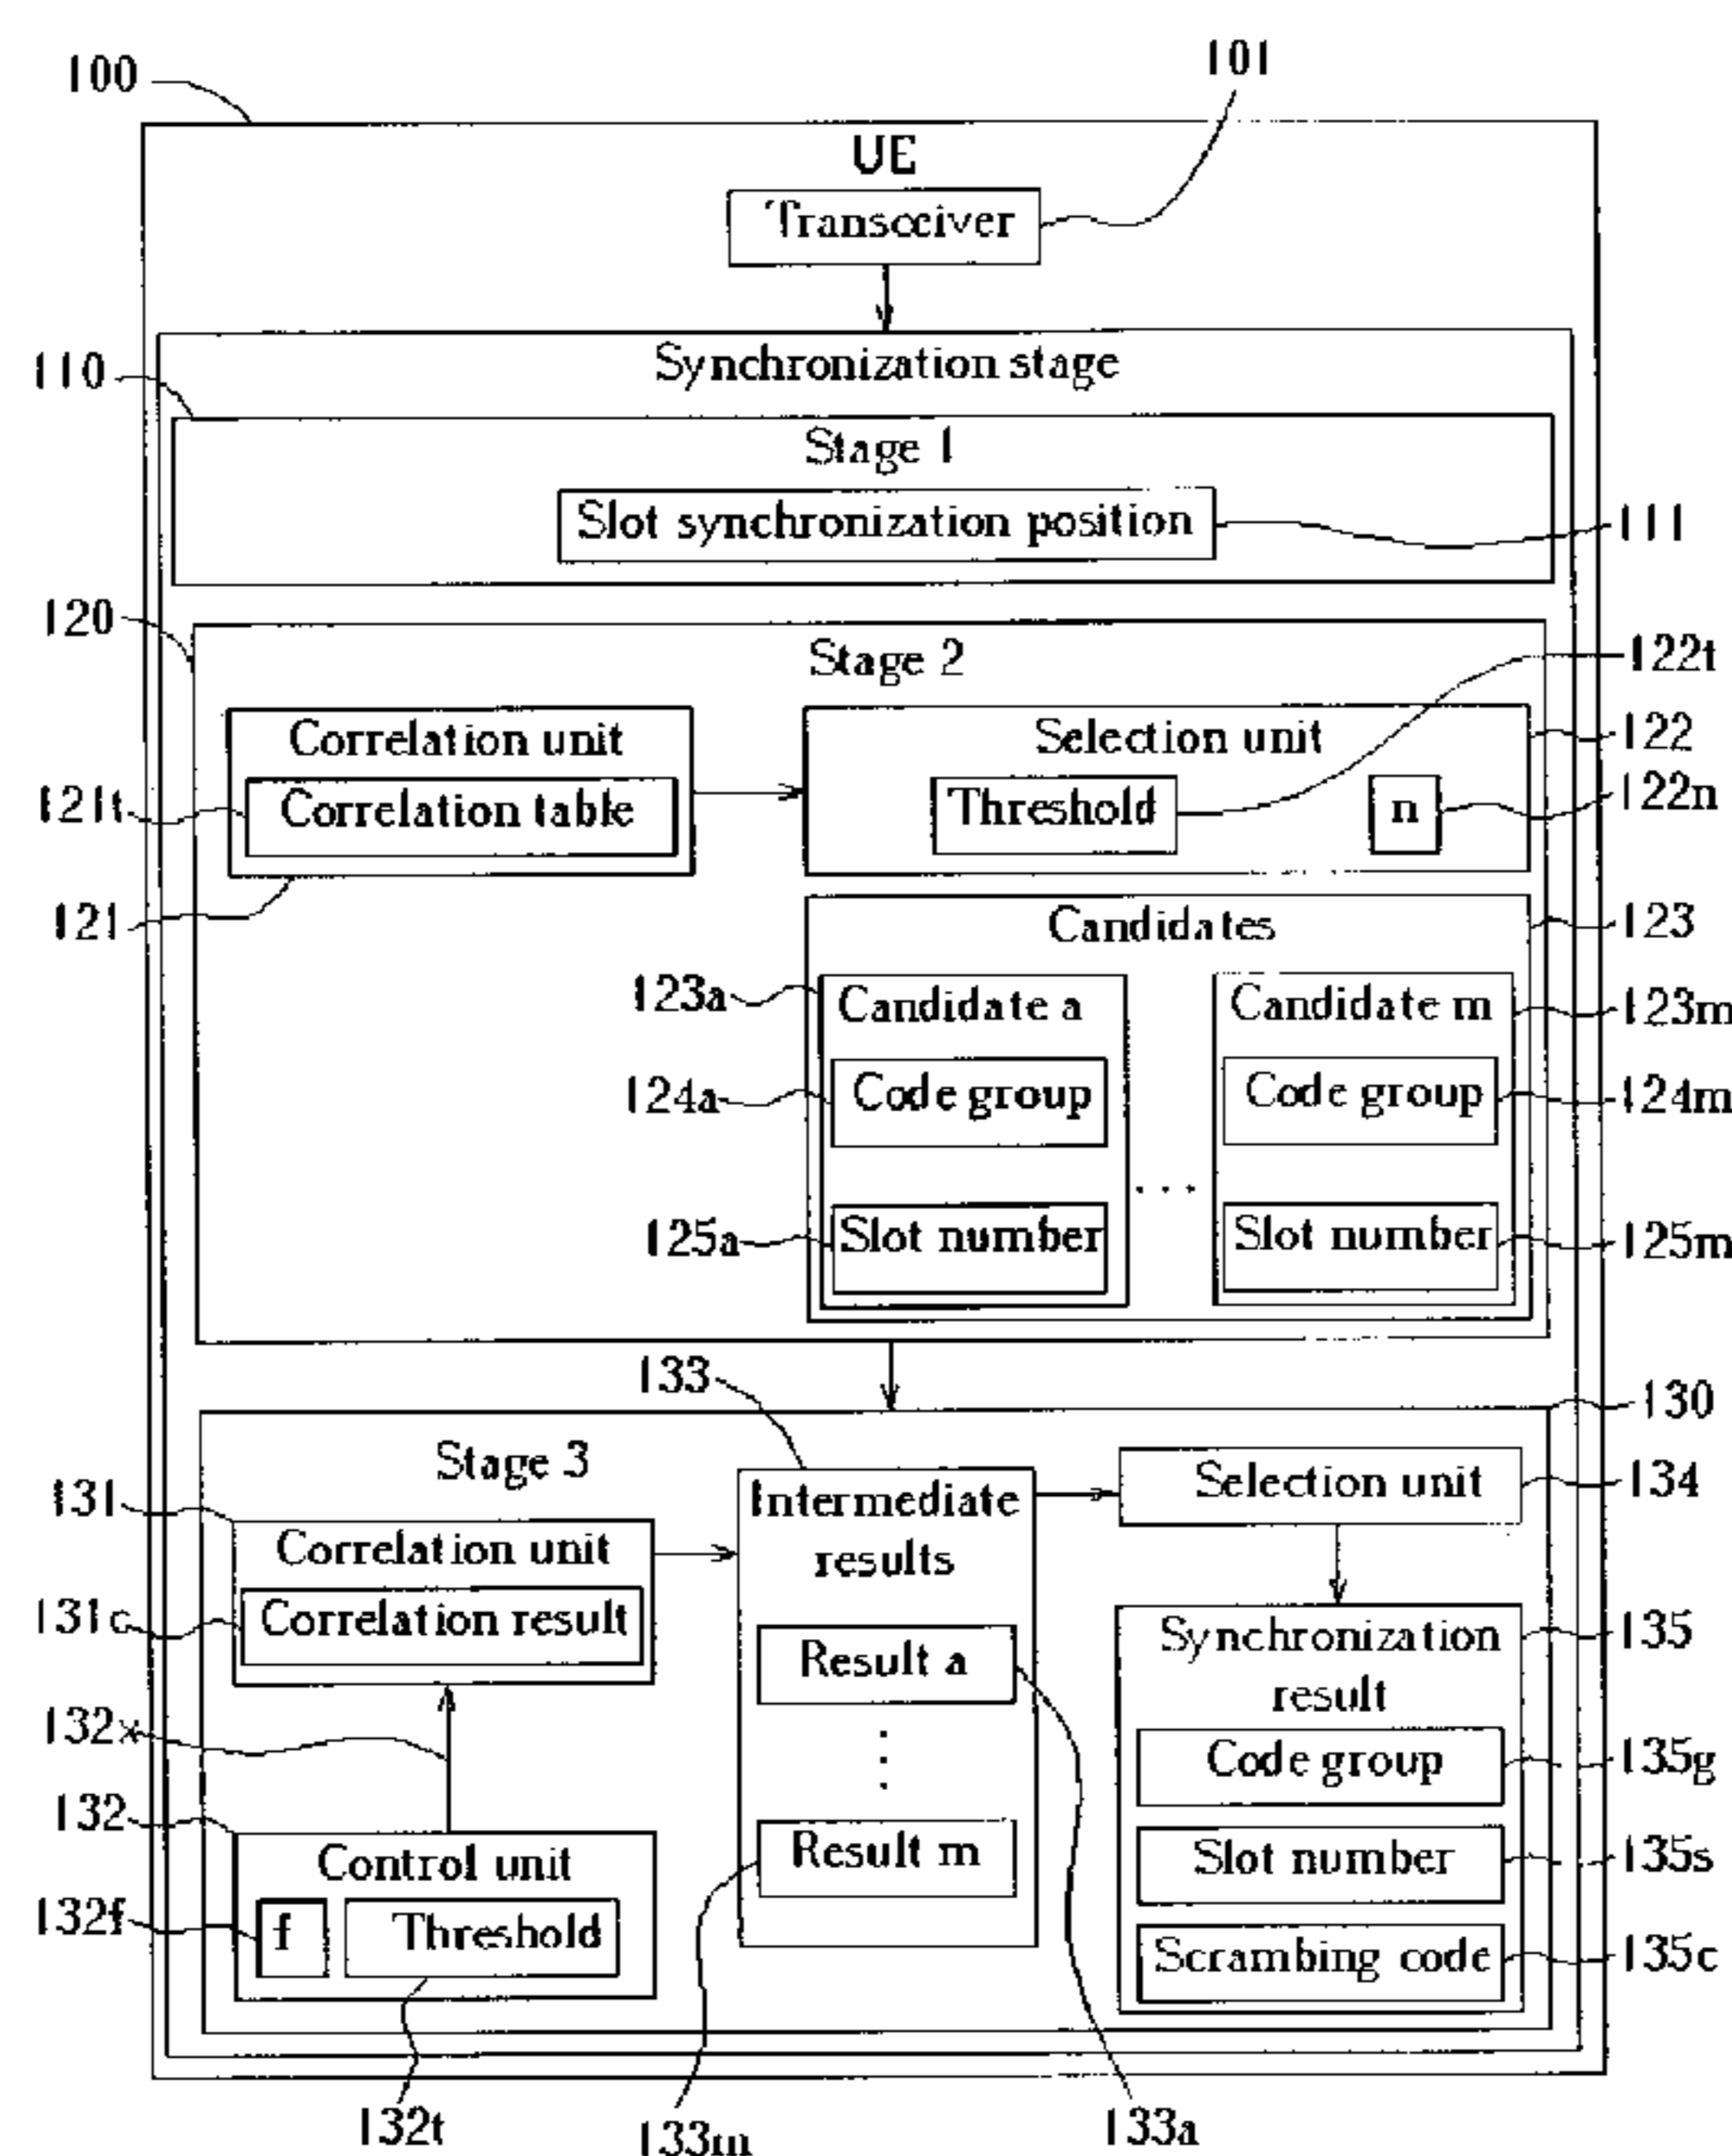 100
101
UE
Transceiver
110
Synchronization stage
Stage 1
Slot synchronization position
111
120
Stage 2
122t
Correlation unit
Selection unit
122
121t
Correlation table
Threshold
n
122n
121
Candidates
123
123a
Candidate a
Candidate m
123m
124a
Code group
Code group
124m
...
125a
Slot number
Slot number
125m
133
130
Stage 3
131
Intermediate
results
Selection unit
134
Correlation unit
131c
Correlation result
Result a
Synchronization
result
135
132x
Code group
135g
132
Control unit
Result m
Slot number
135s
132f
f
Threshold
Scrambing code
135c
132t
133m
133a